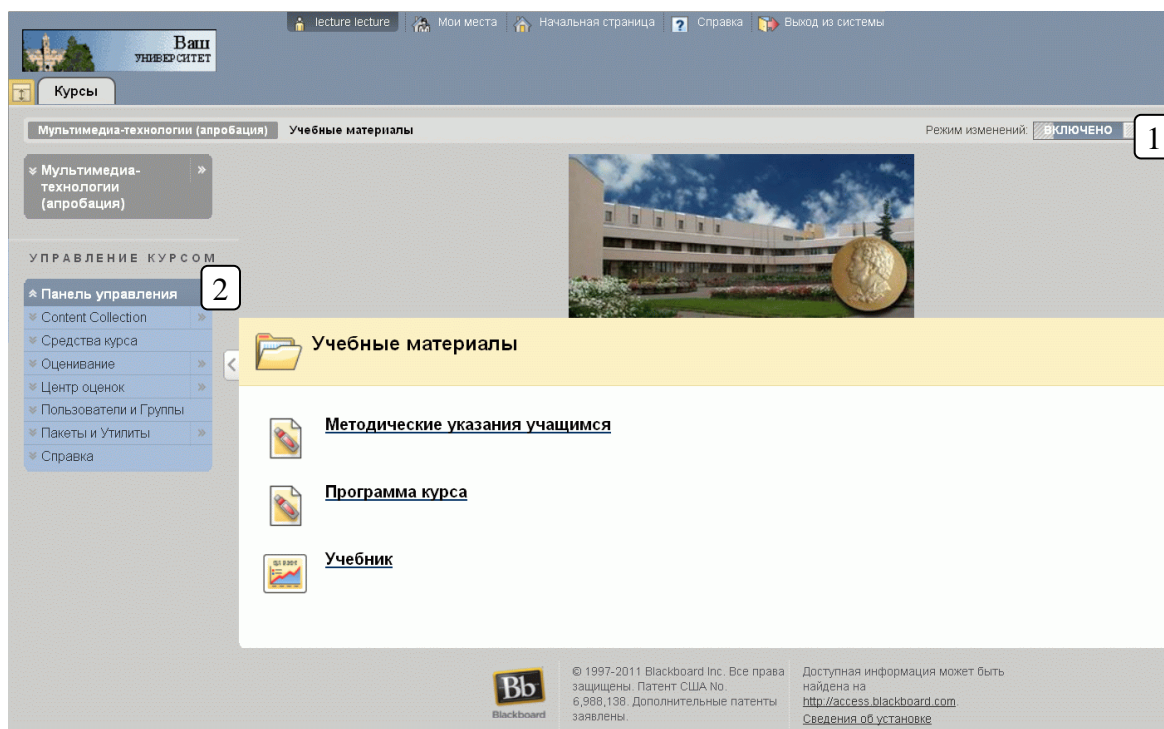 lecture lecture Мои места Начальная страница ? Справка Выход из системы
Ваш
УНИВЕРСИТЕТ
Курсы
Мультимедиа-технологии (апробация) Учебные материалы Режим изменений: ВКЛЮЧЕНО 1
Мультимедиа-
технологии
(апробация)
УПРАВЛЕНИЕ КУРСОМ
Панель управления 2
Content Collection
Средства курса
Оценивание
Центр оценок
Пользователи и Группы
Пакеты и Утилиты
Справка
Учебные материалы
Методические указания учащимся
Программа курса
Учебник
Bb
Blackboard
© 1997-2011 Blackboard Inc. Все права
защищены. Патент США No.
6,988,138. Дополнительные патенты
заявлены.
Доступная информация может быть
найдена на
http://access.blackboard.com.
Сведения об установке